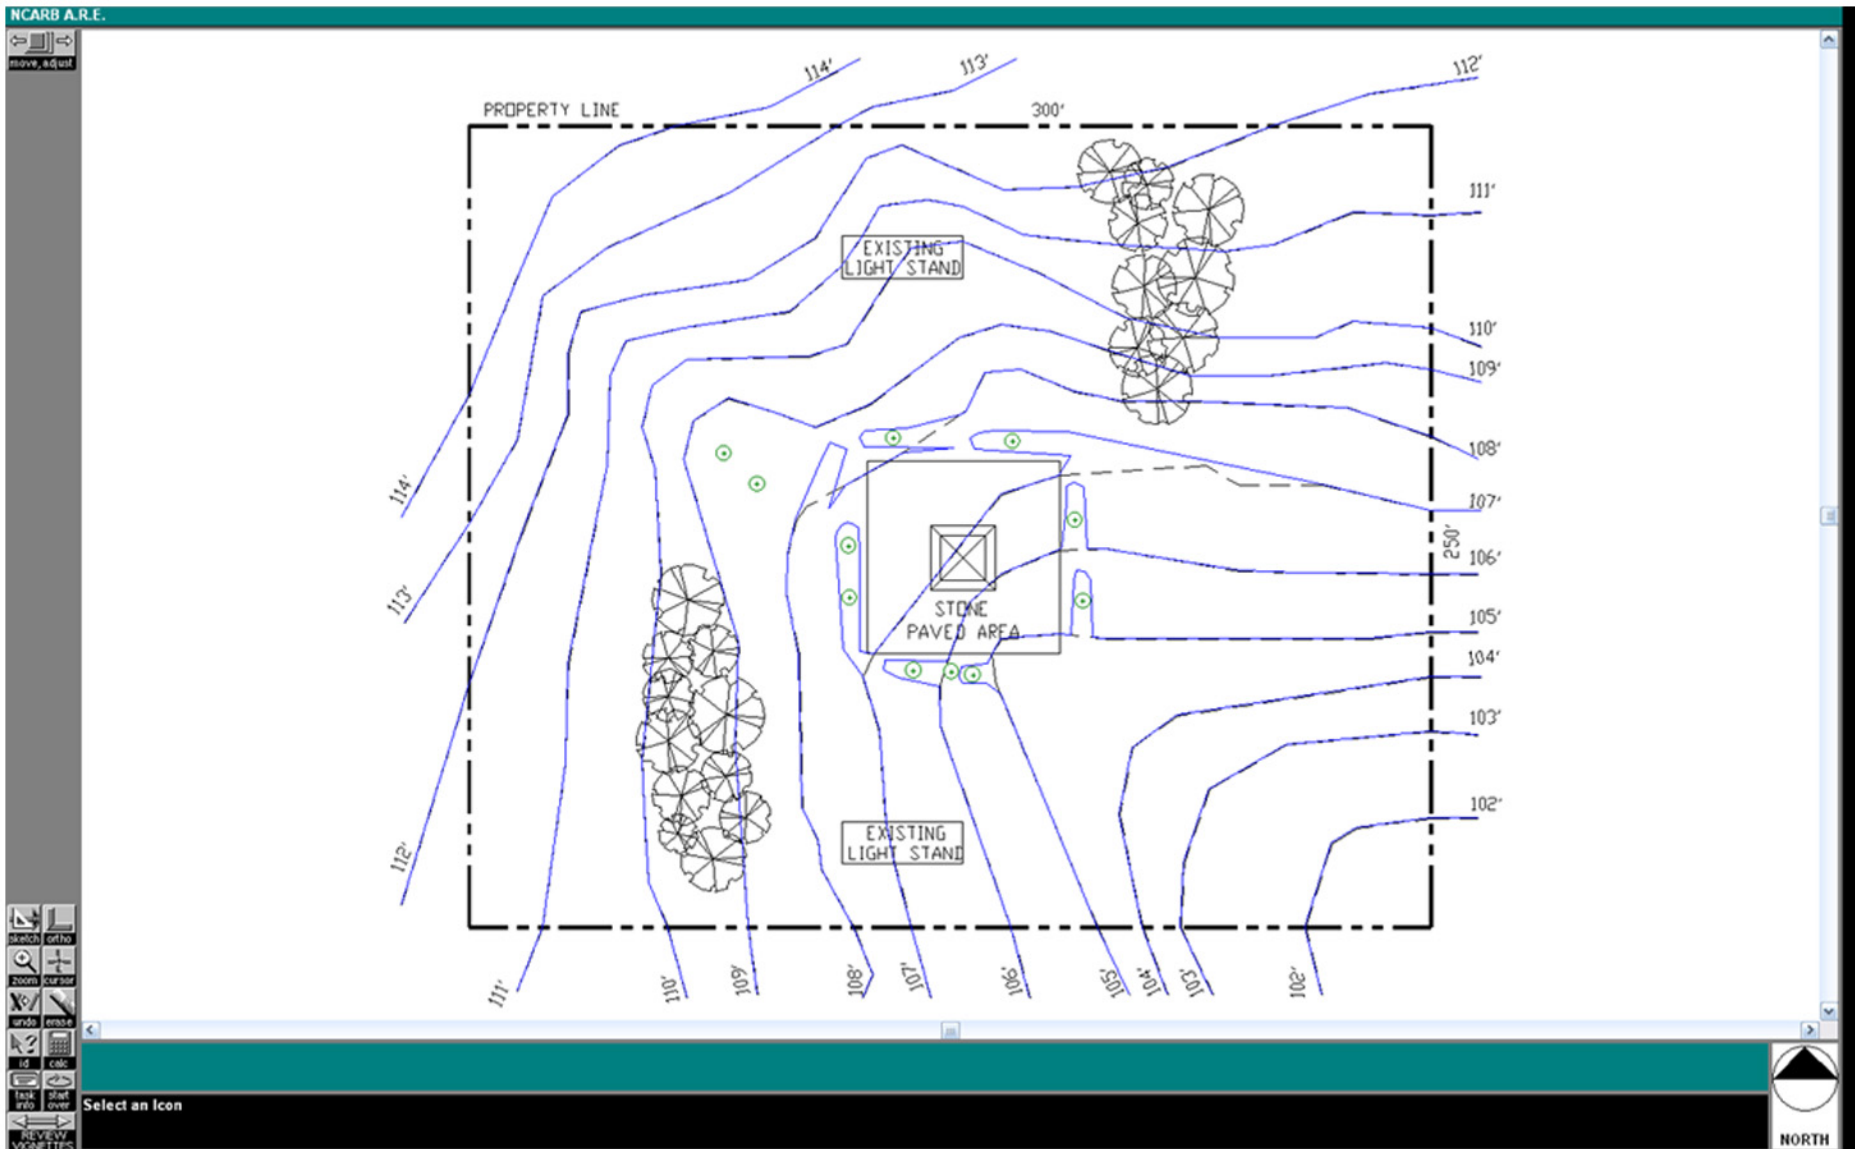 NCARB A.R.E.
move, adjust
114'
113'
112'
PROPERTY LINE
300'
111'
EXISTING
LIGHT STAND
110'
109'
108'
114'
107'
250'
106'
113'
STONE
PAVED AREA
105'
104'
103'
102'
EXISTING
LIGHT STAND
112'
111'
110'
109'
108'
107'
106'
105'
104'
103'
102'
sketch ortho
zoom cursor
undo erase
id calc
task info start over
REVIEW
VIGNETTES
Select an Icon
NORTH